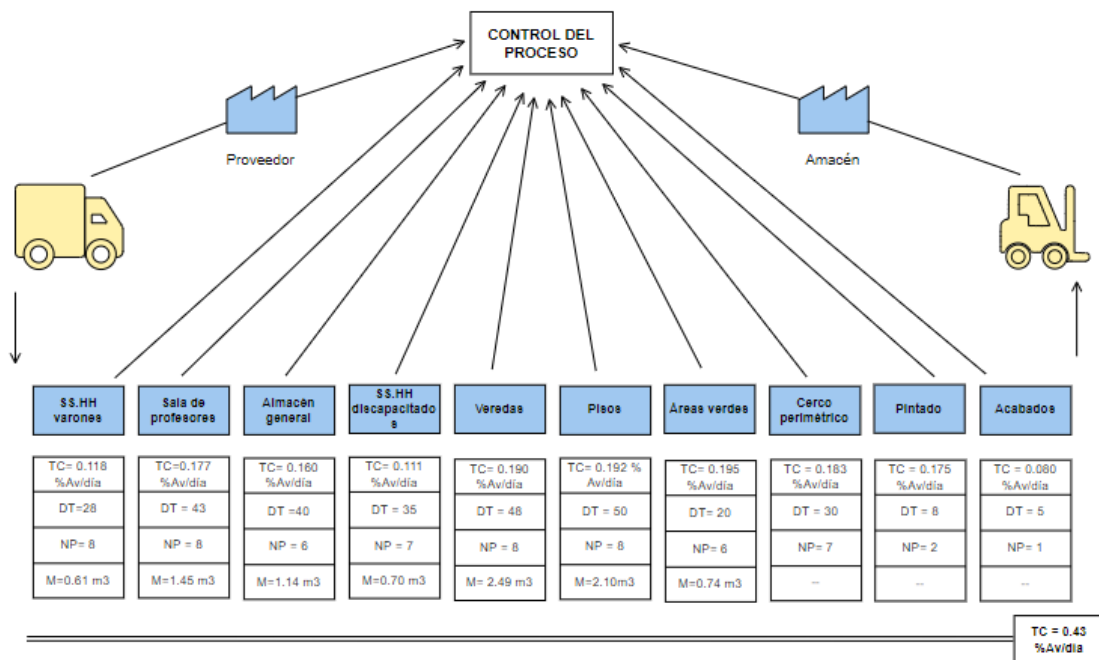 CONTROL DEL
PROCESO
Proveedor
Amacén
SS.HH
varones
Sala de
profesores
Almacén
general
SS.HH
discapacitado
s
Veredas
Pisos
Áreas verdes
Cerco
perimétrico
Pintado
Acabados
TC= 0.118
%Av/día
TC=0.177
%Av/día
TC= 0.160
%Av/día
TC= 0.111
%Av/día
TC= 0.190
%Av/día
TC= 0.192 %
Av/día
TC= 0.195
%Av/día
TC = 0.183
%Av/día
TC = 0.175
%Av/día
TC = 0.080
%Av/día
DT=28
DT = 43
DT =40
DT = 35
DT = 48
DT = 50
DT= 20
DT = 30
DT = 8
DT = 5
NP= 8
NP = 8
NP = 6
NP = 7
NP = 8
NP = 8
NP= 6
NP= 7
NP = 2
NP = 1
M=0.61 m3
M=1.45 m3
M=1.14 m3
M=0.70 m3
M= 2.49 m3
M=2.10m3
M=0.74 m3
--
--
--
TC = 0.43
%Av/día